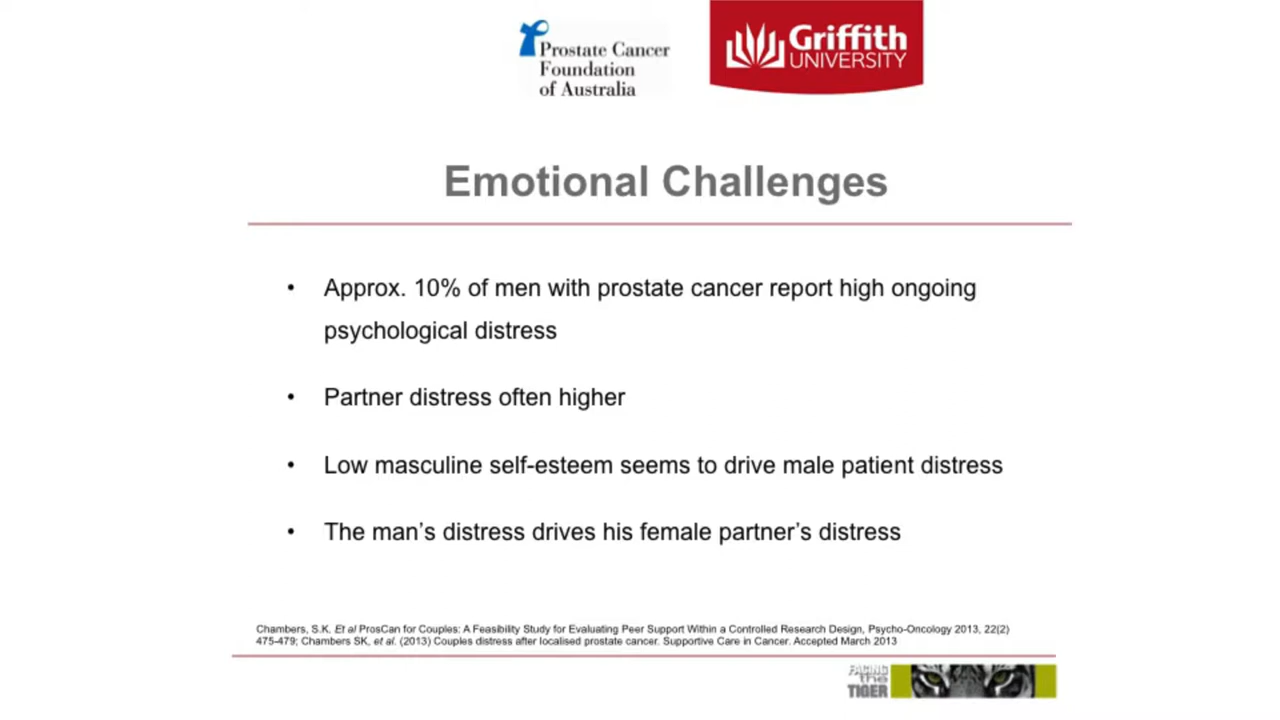 Prostate Cancer
Foundation
of Australia
Griffith
UNIVERSITY
Emotional Challenges
• Approx. 10% of men with prostate cancer report high ongoing
psychological distress
• Partner distress often higher
• Low masculine self-esteem seems to drive male patient distress
• The man's distress drives his female partner's distress
Chambers, S.K, Et al ProsCan for Couples: A Feasibility Study for Evaluating Peer Support Within a Controlled Research Design, Psycho-Oncology 2013, 22(2)
475-479; Chambers SK, et al. (2013) Couples distress after localised prostate cancer. Supportive Care in Cancer. Accepted March 2013
FACING
the
TIGER